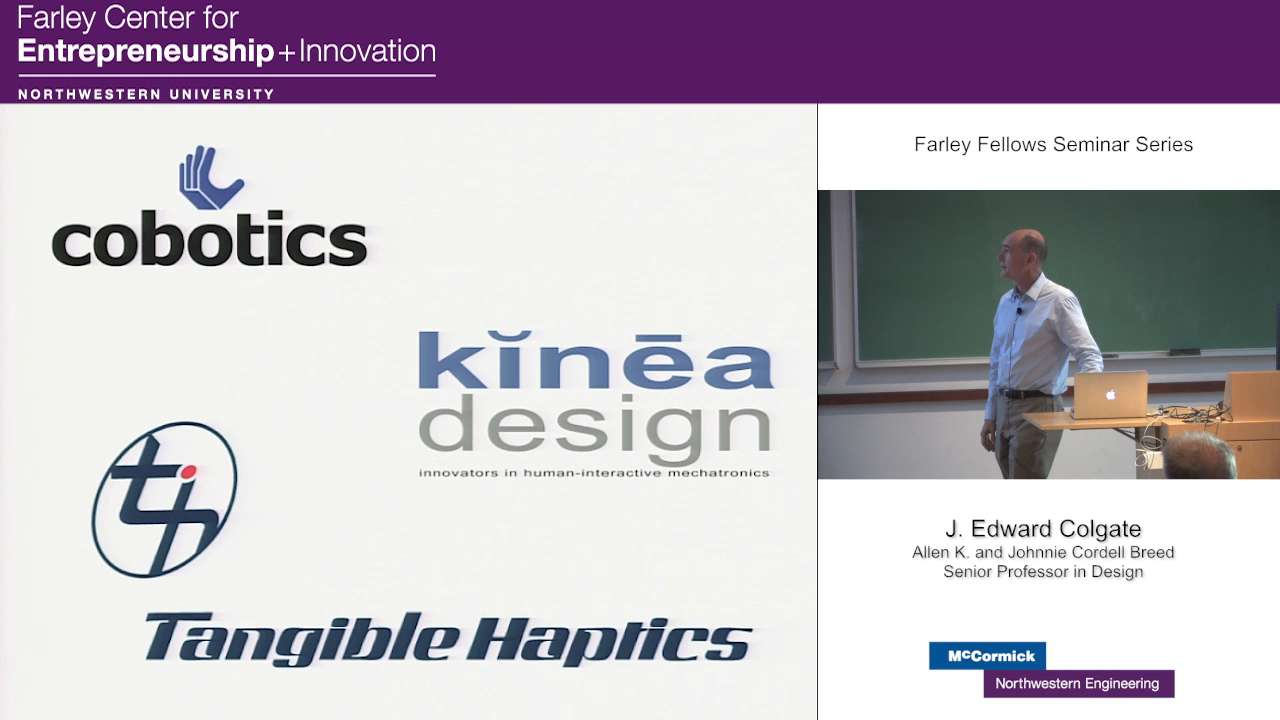 Farley Center for
Entrepreneurship+Innovation
NORTHWESTERN UNIVERSITY
cobotics
kĭnēa
design
innovators in human-interactive mechatronics
th
Tangible Haptics
Farley Fellows Seminar Series
J. Edward Colgate
Allen K. and Johnnie Cordell Breed
Senior Professor in Design
McCormick
Northwestern Engineering